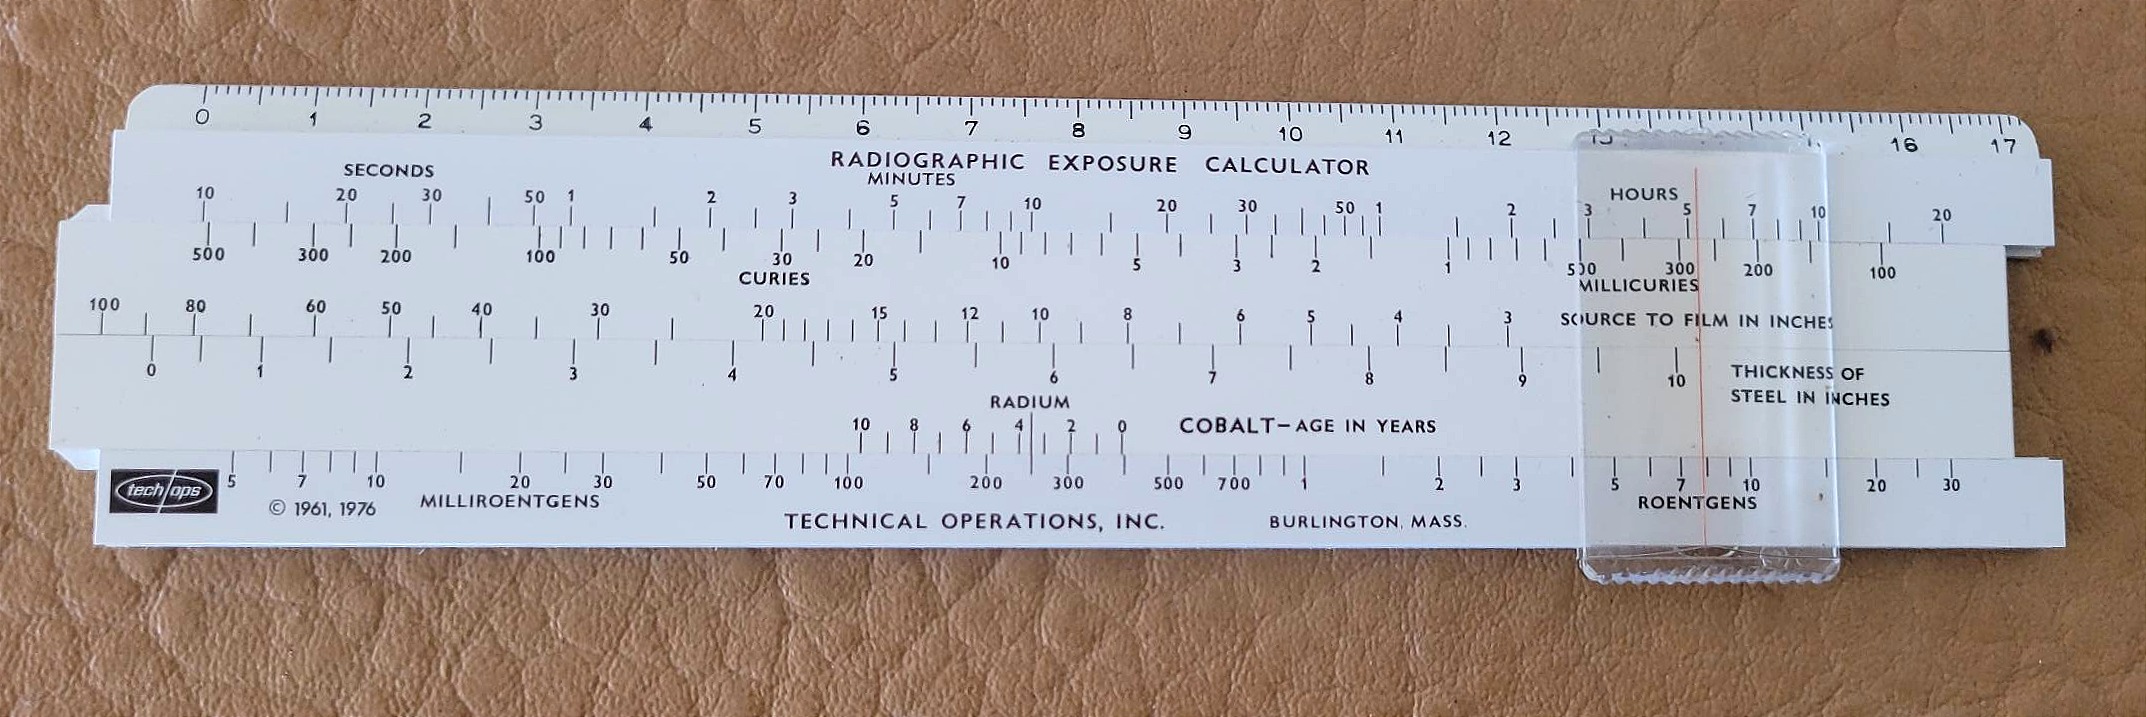 0 1 2 3 4 5 6 7 8 9 10 11 12 13 16 17
RADIOGRAPHIC EXPOSURE CALCULATOR
SECONDS MINUTES HOURS
10 20 30 50 1 2 3 5 7 10 20 30 50 1 2 3 5 7 10 20
500 300 200 100 50 30 20 10 5 3 2 1 500 300 200 100
CURIES MILLICURIES
100 80 60 50 40 30 20 15 12 10 8 6 5 4 3 SOURCE TO FILM IN INCHES
0 1 2 3 4 5 6 7 8 9 10 THICKNESS OF
STEEL IN INCHES
RADIUM
10 8 6 4 2 0 COBALT-AGE IN YEARS
tech/ops 5 7 10 20 30 50 70 100 200 300 500 700 1 2 3 5 7 10 20 30
© 1961, 1976 MILLIROENTGENS ROENTGENS
TECHNICAL OPERATIONS, INC. BURLINGTON, MASS.